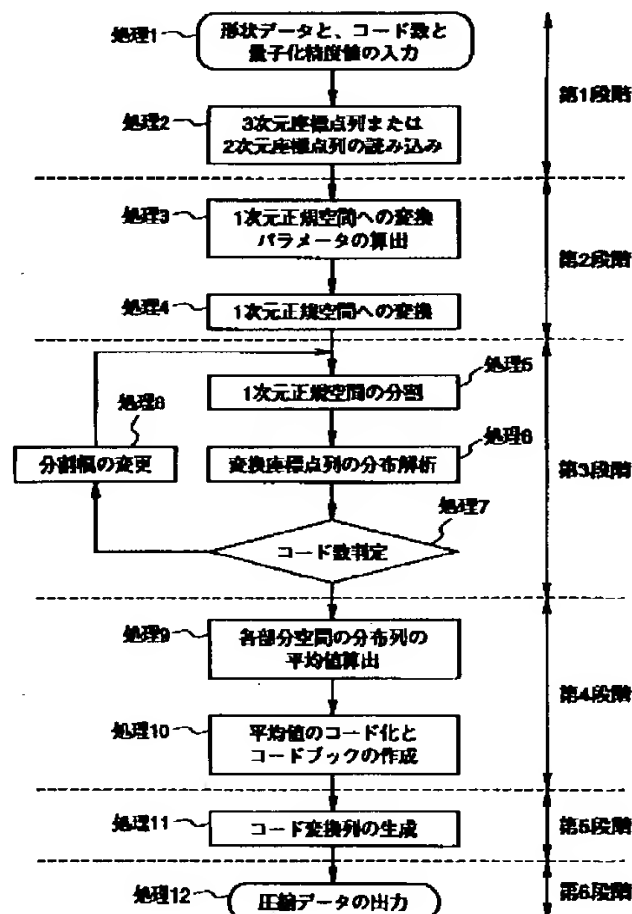 処理1
形状データと、コード数と
量子化精度値の入力
第1段階
処理2
3次元座標点列または
2次元座標点列の読み込み
処理3
1次元正規空間への変換
パラメータの算出
第2段階
処理4
1次元正規空間への変換
処理5
1次元正規空間の分割
処理8
分割幅の変更
処理6
変換座標点列の分布解析
第3段階
処理7
コード数判定
処理9
各部分空間の分布列の
平均値算出
第4段階
処理10
平均値のコード化と
コードブックの作成
処理11
コード変換列の生成
第5段階
処理12
圧縮データの出力
第6段階